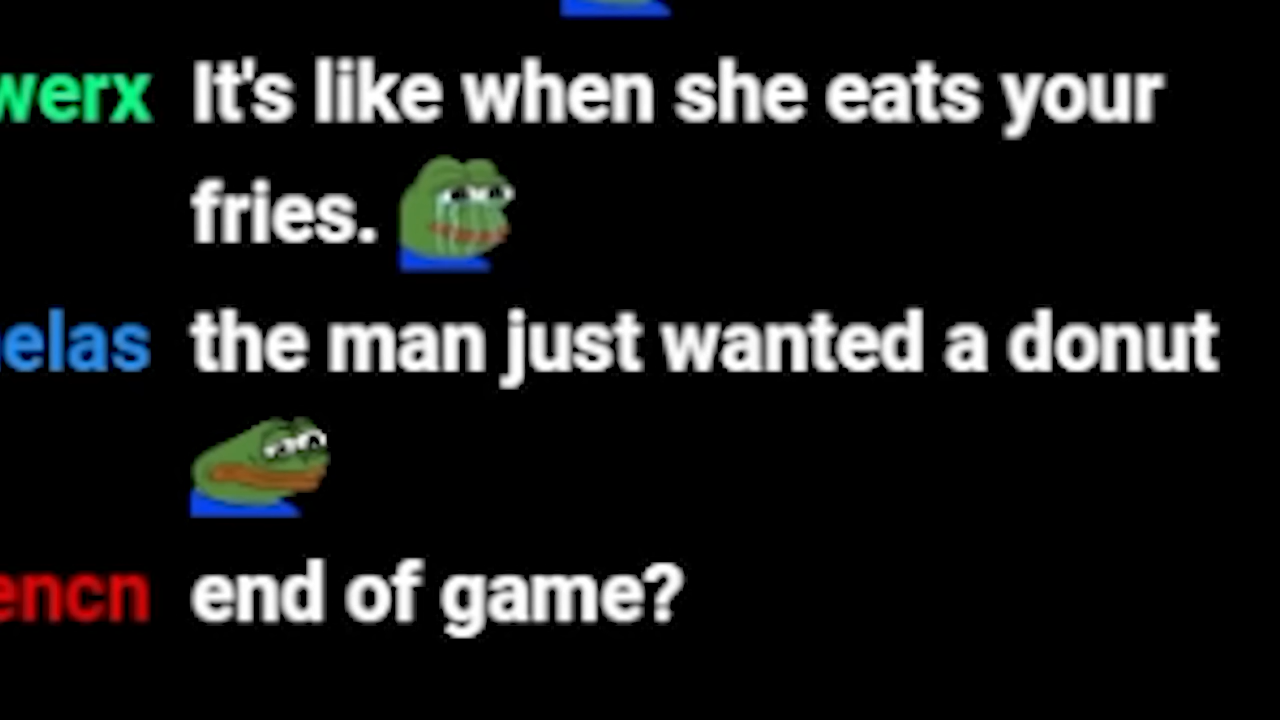 werx It's like when she eats your
fries.
elas the man just wanted a donut
encn end of game?